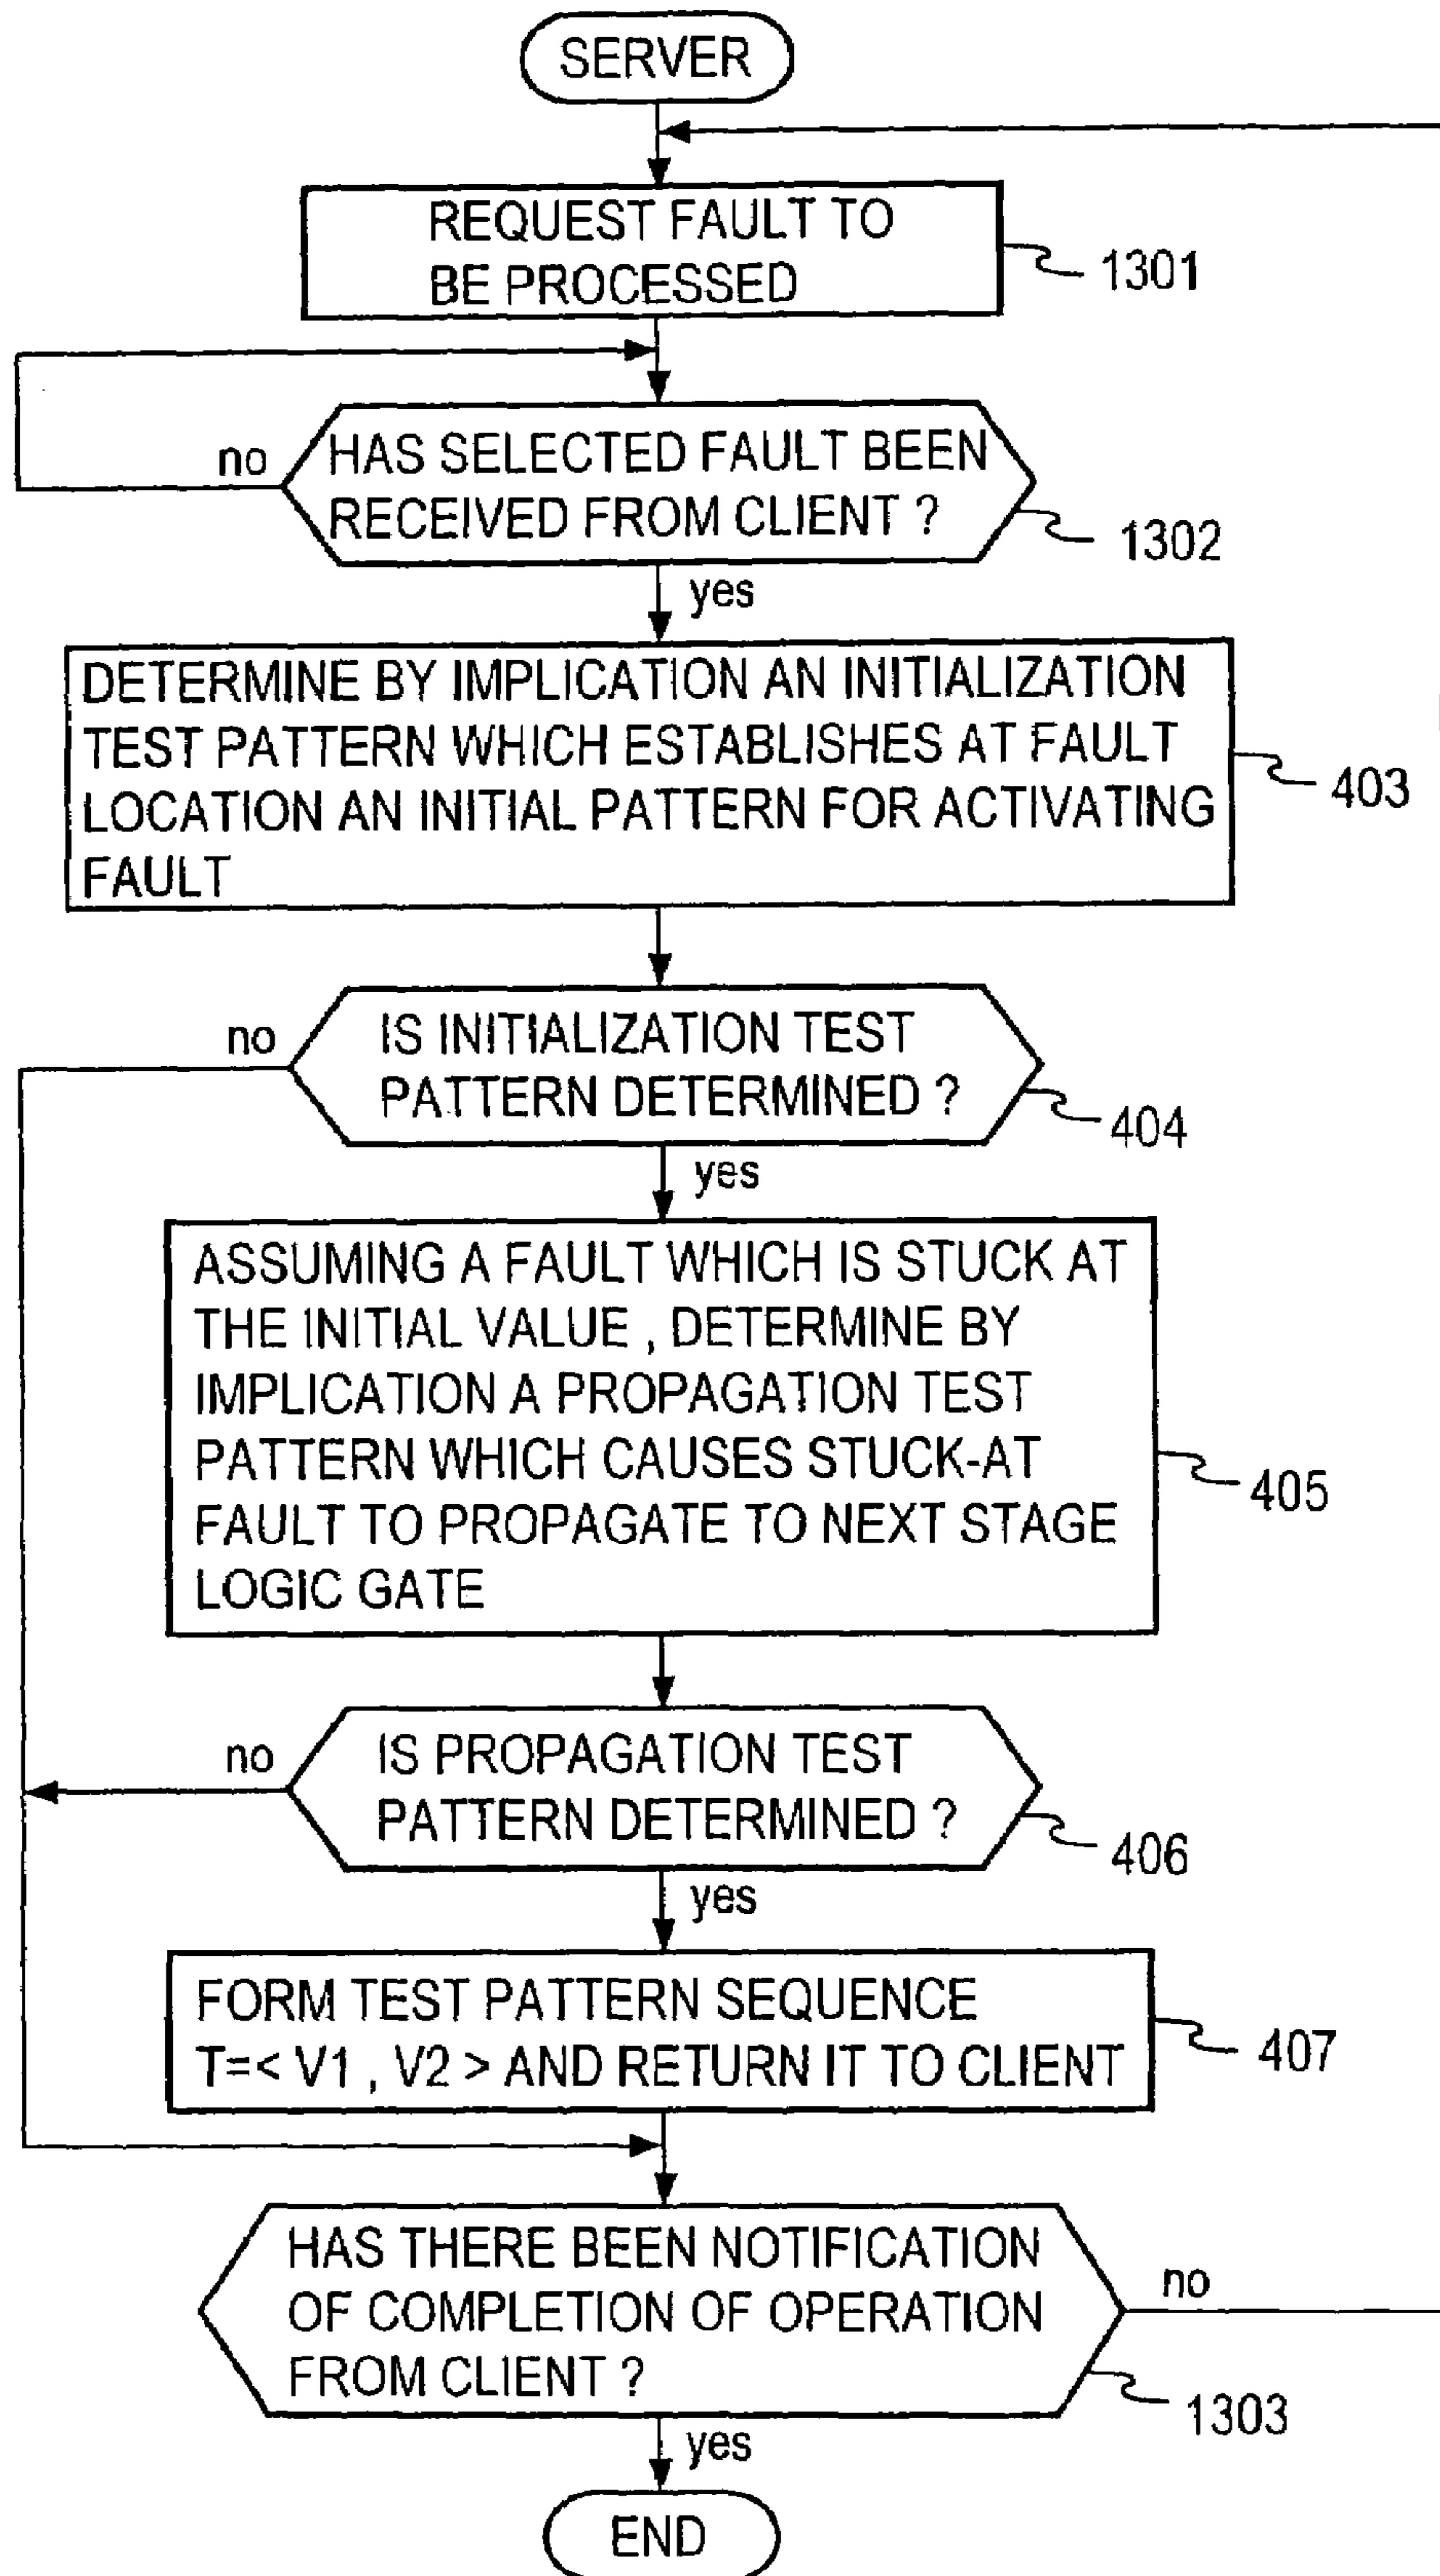 SERVER
REQUEST FAULT TO
BE PROCESSED
1301
no
HAS SELECTED FAULT BEEN
RECEIVED FROM CLIENT ?
1302
yes
DETERMINE BY IMPLICATION AN INITIALIZATION
TEST PATTERN WHICH ESTABLISHES AT FAULT
LOCATION AN INITIAL PATTERN FOR ACTIVATING
FAULT
403
no
IS INITIALIZATION TEST
PATTERN DETERMINED ?
404
yes
ASSUMING A FAULT WHICH IS STUCK AT
THE INITIAL VALUE , DETERMINE BY
IMPLICATION A PROPAGATION TEST
PATTERN WHICH CAUSES STUCK-AT
FAULT TO PROPAGATE TO NEXT STAGE
LOGIC GATE
405
no
IS PROPAGATION TEST
PATTERN DETERMINED ?
406
yes
FORM TEST PATTERN SEQUENCE
T=< V1 , V2 > AND RETURN IT TO CLIENT
407
HAS THERE BEEN NOTIFICATION
OF COMPLETION OF OPERATION
FROM CLIENT ?
no
1303
yes
END